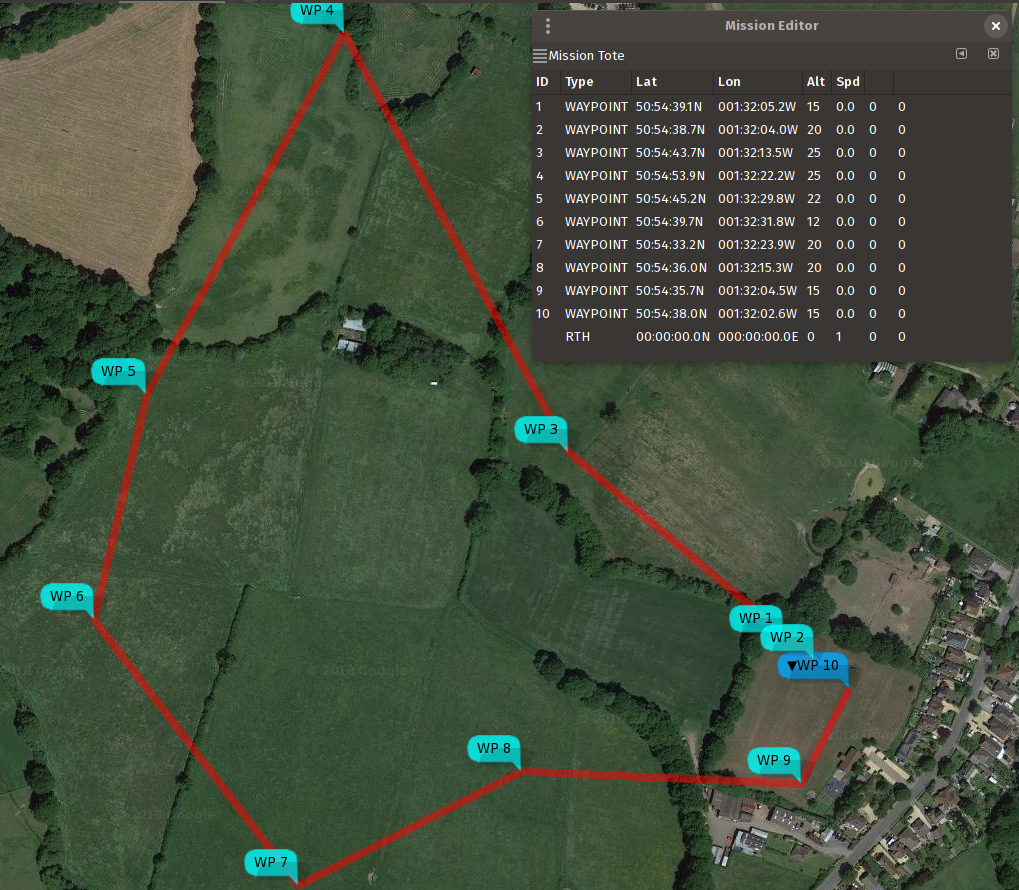 WP 4
Mission Editor
Mission Tote
ID Type Lat Lon Alt Spd
1 WAYPOINT 50:54:39.1N 001:32:05.2W 15 0.0 0 0
2 WAYPOINT 50:54:38.7N 001:32:04.0W 20 0.0 0 0
3 WAYPOINT 50:54:43.7N 001:32:13.5W 25 0.0 0 0
4 WAYPOINT 50:54:53.9N 001:32:22.2W 25 0.0 0 0
5 WAYPOINT 50:54:45.2N 001:32:29.8W 22 0.0 0 0
6 WAYPOINT 50:54:39.7N 001:32:31.8W 12 0.0 0 0
7 WAYPOINT 50:54:33.2N 001:32:23.9W 20 0.0 0 0
8 WAYPOINT 50:54:36.0N 001:32:15.3W 20 0.0 0 0
9 WAYPOINT 50:54:35.7N 001:32:04.5W 15 0.0 0 0
10 WAYPOINT 50:54:38.0N 001:32:02.6W 15 0.0 0 0
RTH 00:00:00.0N 000:00:00.0E 0 1 0 0
WP 5
WP 3
WP 6
WP 1
WP 2
▼WP 10
WP 8
WP 9
WP 7